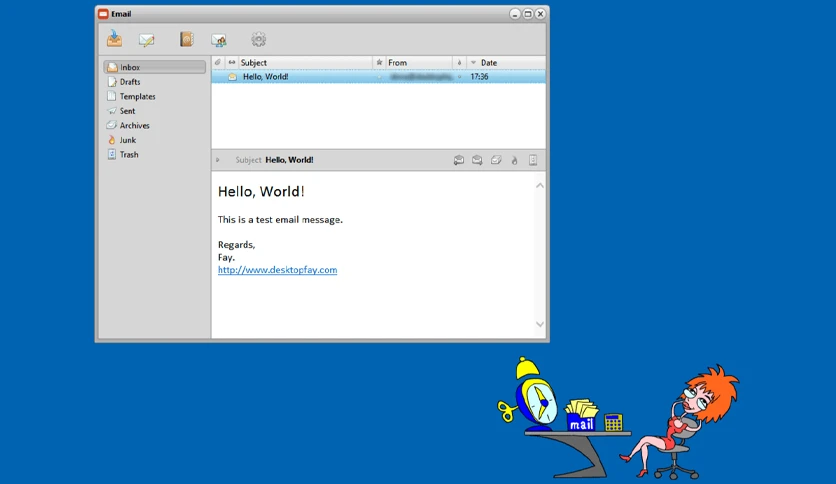 Email
Inbox
Drafts
Templates
Sent
Archives
Junk
Trash
Subject From Date
Hello, World! 17:36
Subject Hello, World!
Hello, World!
This is a test email message.
Regards,
Fay.
http://www.desktopfay.com
mail